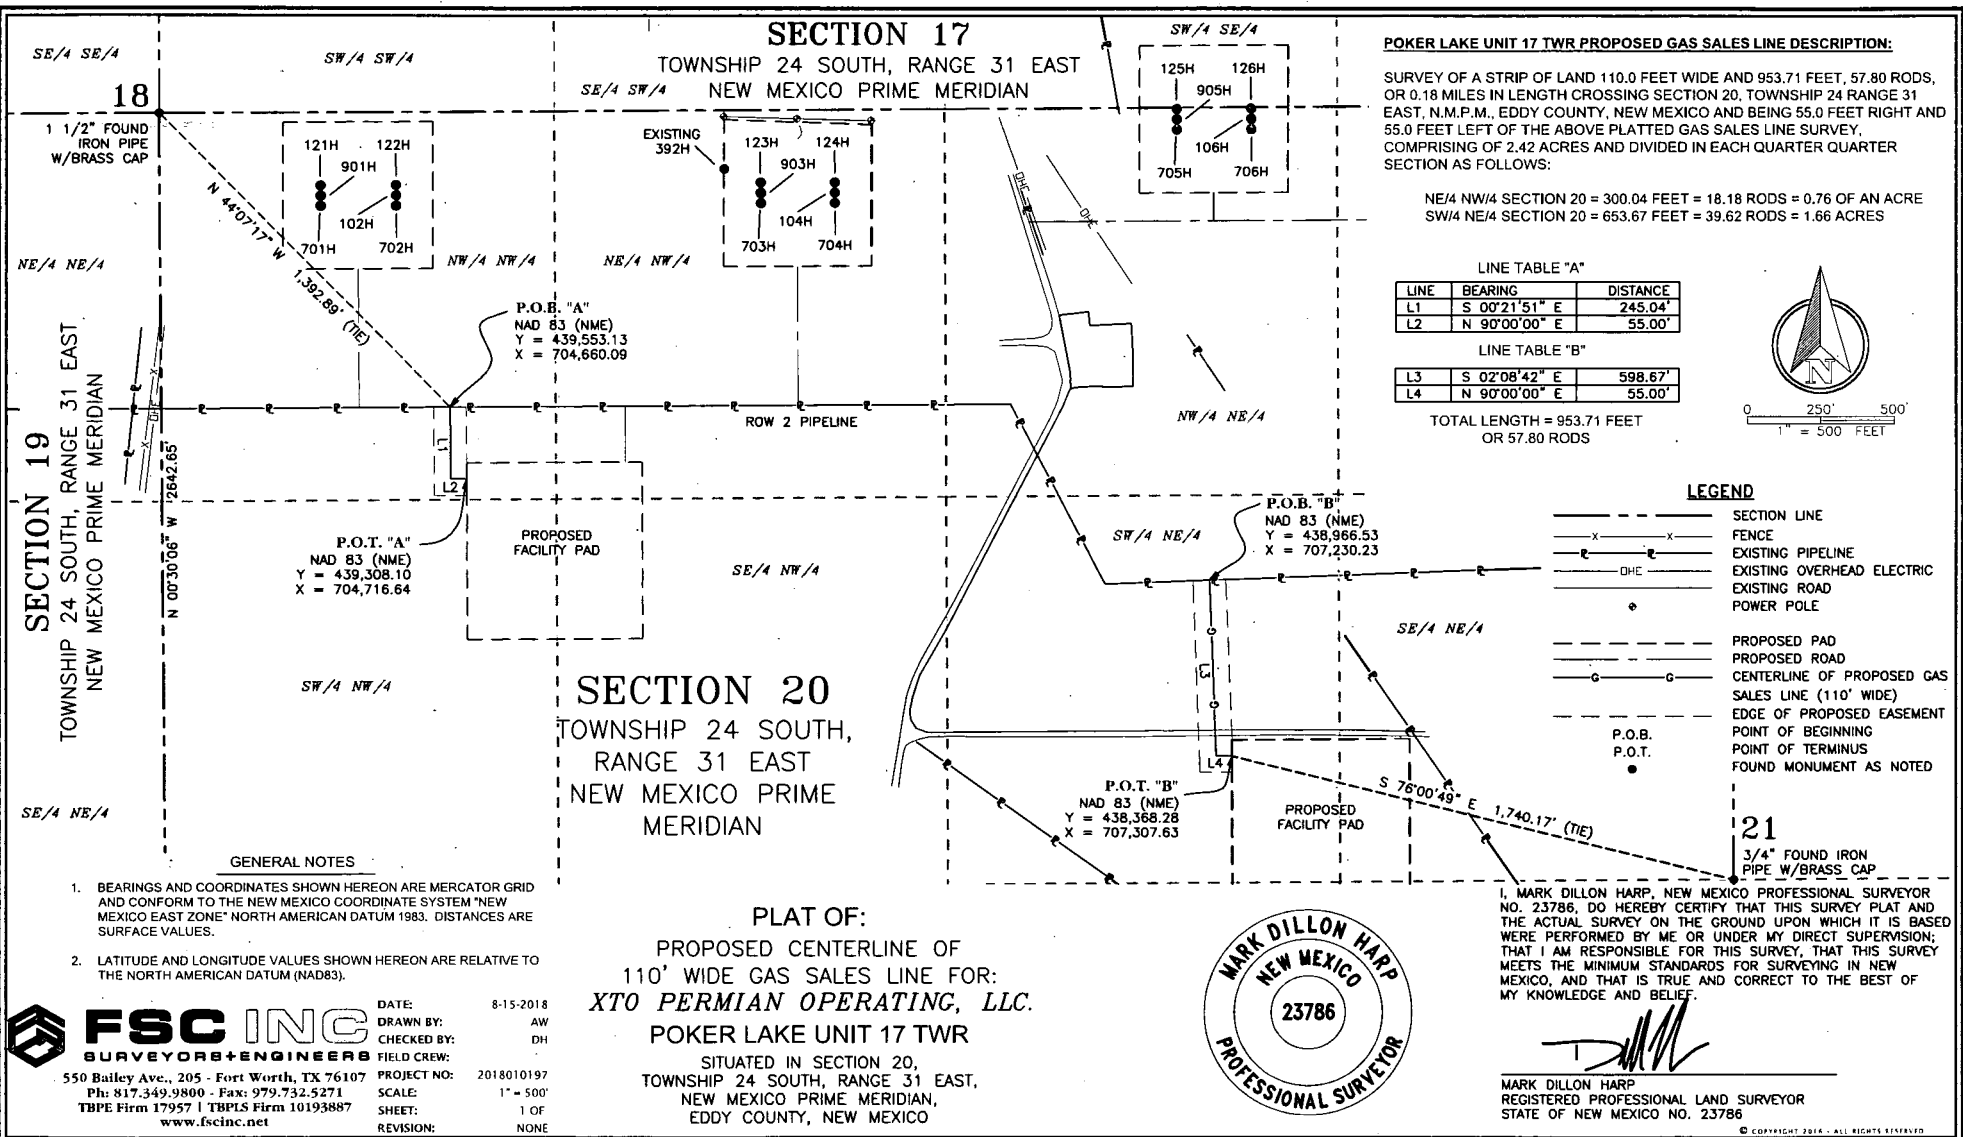 SECTION 17
TOWNSHIP 24 SOUTH, RANGE 31 EAST
NEW MEXICO PRIME MERIDIAN
SE/4 SE/4
SW/4 SW/4
SE/4 SW/4
SW/4 SE/4
18
1 1/2" FOUND
IRON PIPE
W/BRASS CAP
121H 122H
901H
102H
701H 702H
EXISTING
392H
123H 124H
903H
104H
703H 704H
125H 126H
905H
106H
705H 706H
OHE
OHE
N 44°07'17" W 1,392.89' (TIE)
NE/4 NE/4
NW/4 NW/4
NE/4 NW/4
NW/4 NE/4
P.O.B. "A"
NAD 83 (NME)
Y = 439,553.13
X = 704,660.09
SECTION 19
TOWNSHIP 24 SOUTH, RANGE 31 EAST
NEW MEXICO PRIME MERIDIAN
OHE
N 00°30'06" W 2642.65'
ROW 2 PIPELINE
L1
L2
P.O.T. "A"
NAD 83 (NME)
Y = 439,308.10
X = 704,716.64
PROPOSED
FACILITY PAD
SE/4 NW/4
SW/4 NE/4
P.O.B. "B"
NAD 83 (NME)
Y = 438,966.53
X = 707,230.23
SE/4 NE/4
SW/4 NW/4
SECTION 20
TOWNSHIP 24 SOUTH,
RANGE 31 EAST
NEW MEXICO PRIME
MERIDIAN
G
L3
G
L4
P.O.T. "B"
NAD 83 (NME)
Y = 438,368.28
X = 707,307.63
PROPOSED
FACILITY PAD
S 76°00'49" E 1,740.17' (TIE)
SE/4 NE/4
21
3/4" FOUND IRON
PIPE W/BRASS CAP
POKER LAKE UNIT 17 TWR PROPOSED GAS SALES LINE DESCRIPTION:
SURVEY OF A STRIP OF LAND 110.0 FEET WIDE AND 953.71 FEET, 57.80 RODS,
OR 0.18 MILES IN LENGTH CROSSING SECTION 20, TOWNSHIP 24 RANGE 31
EAST, N.M.P.M., EDDY COUNTY, NEW MEXICO AND BEING 55.0 FEET RIGHT AND
55.0 FEET LEFT OF THE ABOVE PLATTED GAS SALES LINE SURVEY,
COMPRISING OF 2.42 ACRES AND DIVIDED IN EACH QUARTER QUARTER
SECTION AS FOLLOWS:
NE/4 NW/4 SECTION 20 = 300.04 FEET = 18.18 RODS = 0.76 OF AN ACRE
SW/4 NE/4 SECTION 20 = 653.67 FEET = 39.62 RODS = 1.66 ACRES
LINE TABLE "A"
LINE BEARING DISTANCE
L1 S 00°21'51" E 245.04'
L2 N 90°00'00" E 55.00'
LINE TABLE "B"
L3 S 02°08'42" E 598.67'
L4 N 90°00'00" E 55.00'
TOTAL LENGTH = 953.71 FEET
OR 57.80 RODS
N
0 250' 500'
1" = 500 FEET
LEGEND
SECTION LINE
X X FENCE
EXISTING PIPELINE
OHE EXISTING OVERHEAD ELECTRIC
EXISTING ROAD
POWER POLE
PROPOSED PAD
PROPOSED ROAD
G G CENTERLINE OF PROPOSED GAS
SALES LINE (110' WIDE)
EDGE OF PROPOSED EASEMENT
P.O.B. POINT OF BEGINNING
P.O.T. POINT OF TERMINUS
FOUND MONUMENT AS NOTED
GENERAL NOTES
1. BEARINGS AND COORDINATES SHOWN HEREON ARE MERCATOR GRID
AND CONFORM TO THE NEW MEXICO COORDINATE SYSTEM "NEW
MEXICO EAST ZONE" NORTH AMERICAN DATUM 1983. DISTANCES ARE
SURFACE VALUES.
2. LATITUDE AND LONGITUDE VALUES SHOWN HEREON ARE RELATIVE TO
THE NORTH AMERICAN DATUM (NAD83).
FSC INC
SURVEYORS+ENGINEERS
550 Bailey Ave., 205 - Fort Worth, TX 76107
Ph: 817.349.9800 - Fax: 979.732.5271
TBPE Firm 17957 | TBPLS Firm 10193887
www.fscinc.net
DATE: 8-15-2018
DRAWN BY: AW
CHECKED BY: DH
FIELD CREW:
PROJECT NO: 2018010197
SCALE: 1" = 500'
SHEET: 1 OF
REVISION: NONE
PLAT OF:
PROPOSED CENTERLINE OF
110' WIDE GAS SALES LINE FOR:
XTO PERMIAN OPERATING, LLC.
POKER LAKE UNIT 17 TWR
SITUATED IN SECTION 20,
TOWNSHIP 24 SOUTH, RANGE 31 EAST,
NEW MEXICO PRIME MERIDIAN,
EDDY COUNTY, NEW MEXICO
MARK DILLON HARP
NEW MEXICO
23786
PROFESSIONAL SURVEYOR
I, MARK DILLON HARP, NEW MEXICO PROFESSIONAL SURVEYOR
NO. 23786, DO HEREBY CERTIFY THAT THIS SURVEY PLAT AND
THE ACTUAL SURVEY ON THE GROUND UPON WHICH IT IS BASED
WERE PERFORMED BY ME OR UNDER MY DIRECT SUPERVISION;
THAT I AM RESPONSIBLE FOR THIS SURVEY, THAT THIS SURVEY
MEETS THE MINIMUM STANDARDS FOR SURVEYING IN NEW
MEXICO, AND THAT IS TRUE AND CORRECT TO THE BEST OF
MY KNOWLEDGE AND BELIEF.
MARK DILLON HARP
REGISTERED PROFESSIONAL LAND SURVEYOR
STATE OF NEW MEXICO NO. 23786
© COPYRIGHT 2016 - ALL RIGHTS RESERVED